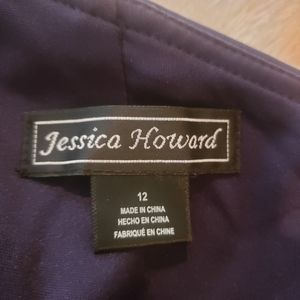 Jessica Howard
12
MADE IN CHINA
HECHO EN CHINA
FABRIQUÉ EN CHINE